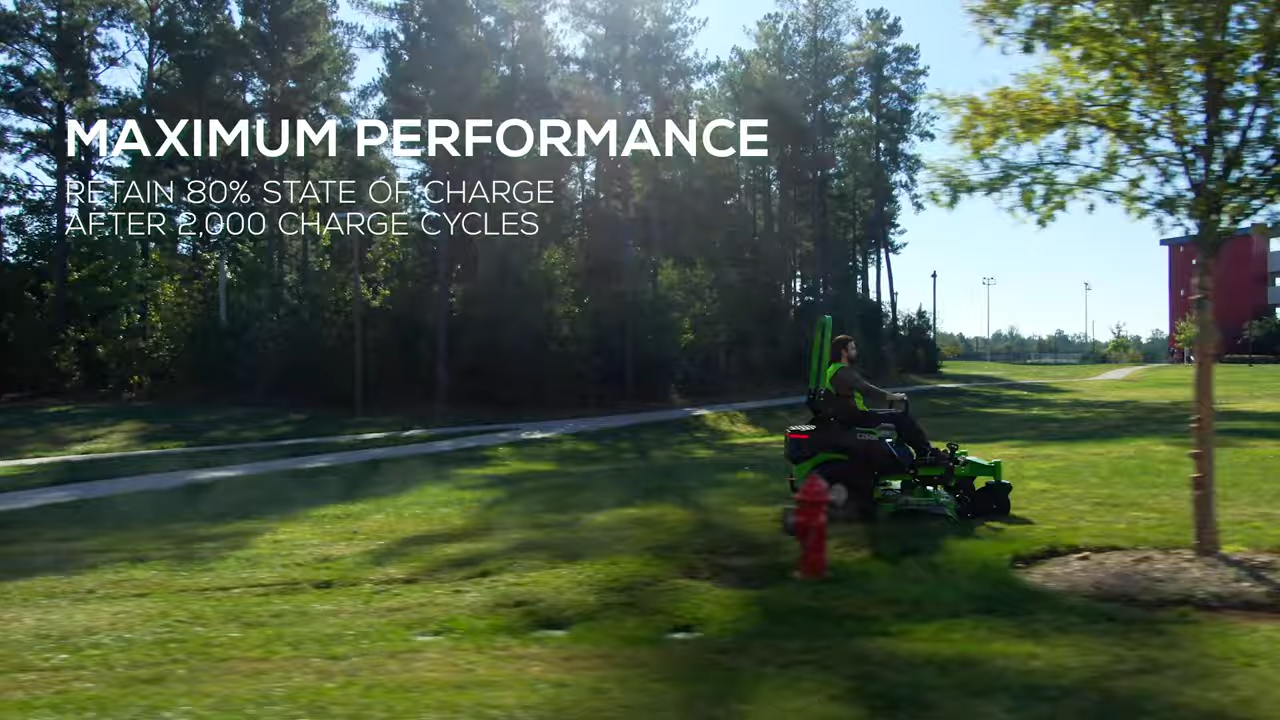 MAXIMUM PERFORMANCE
RETAIN 80% STATE OF CHARGE
AFTER 2,000 CHARGE CYCLES